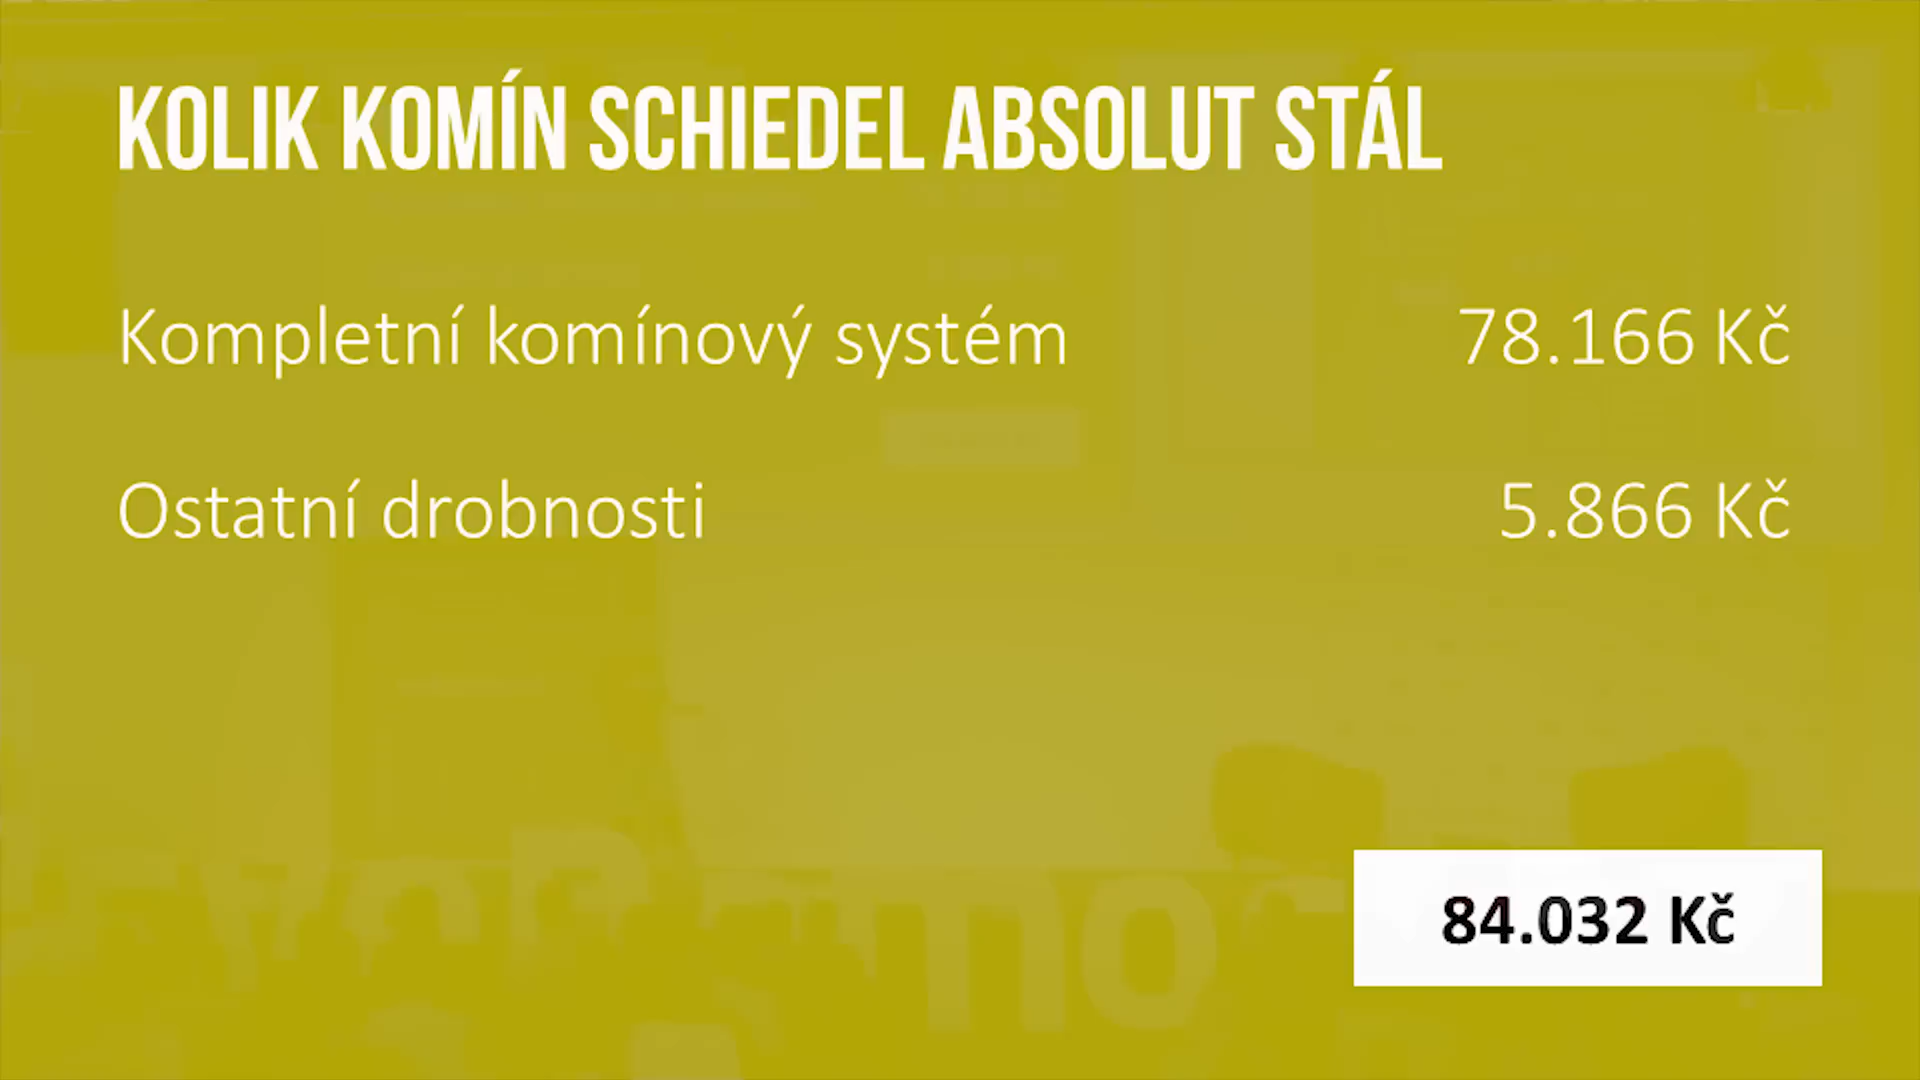 KOLIK KOMÍN SCHIEDEL ABSOLUT STÁL
Kompletní komínový systém 78.166 Kč
Ostatní drobnosti 5.866 Kč
84.032 Kč